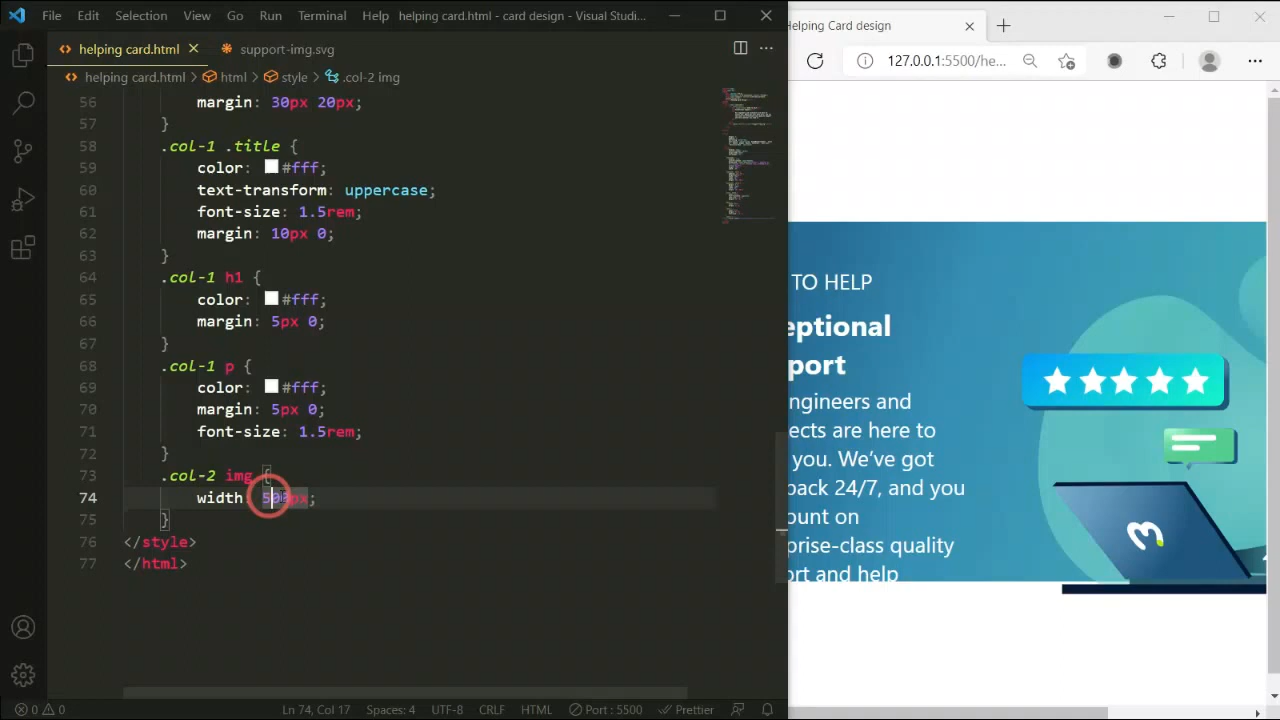 File Edit Selection View Go Run Terminal Help helping card.html - card design - Visual Studi...
helping card.html support-img.svg
helping card.html > html > style > .col-2 img
56 margin: 30px 20px;
57 }
58 .col-1 .title {
59 color: #fff;
60 text-transform: uppercase;
61 font-size: 1.5rem;
62 margin: 10px 0;
63 }
64 .col-1 h1 {
65 color: #fff;
66 margin: 5px 0;
67 }
68 .col-1 p {
69 color: #fff;
70 margin: 5px 0;
71 font-size: 1.5rem;
72 }
73 .col-2 img {
74 width: 500px;
75 }
76 </style>
77 </html>
0 0 Ln 74, Col 17 Spaces: 4 UTF-8 CRLF HTML Port : 5500 Prettier
Helping Card design
127.0.0.1:5500/he...
TO HELP
eptional
port
ngineers and
ects are here to
you. We’ve got
back 24/7, and you
ount on
prise-class quality
ort and help